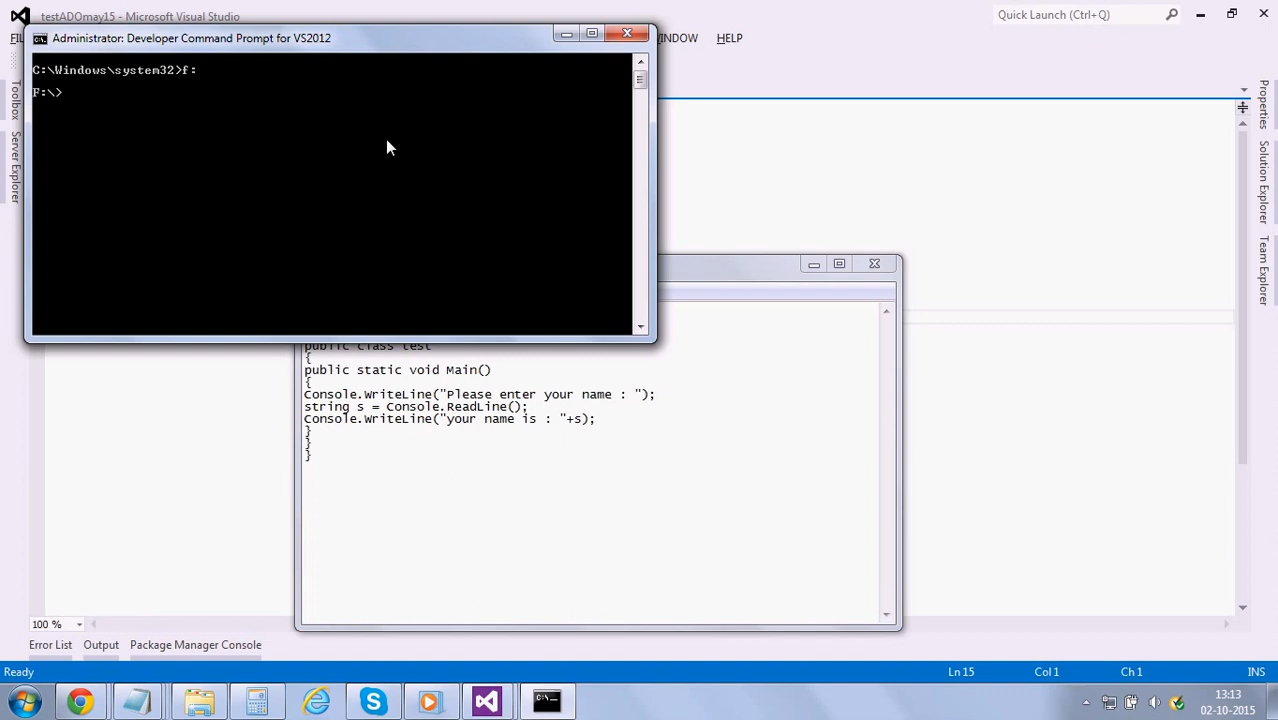 testADOmay15 - Microsoft Visual Studio
Quick Launch (Ctrl+Q)
Administrator: Developer Command Prompt for VS2012
HELP
C:\Windows\system32>f:
F:\>
Toolbox
Server Explorer
Properties
Solution Explorer
Team Explorer
public class test
{
public static void Main()
{
Console.WriteLine("Please enter your name : ");
string s = Console.ReadLine();
Console.WriteLine("your name is : "+s);
}
}
}
100 %
Error List
Output
Package Manager Console
Ready
Ln 15
Col 1
Ch 1
INS
C:\.
13:13
02-10-2015